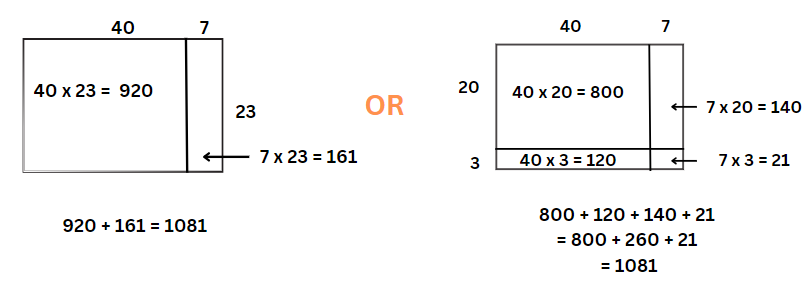 40 7
40 x 23 = 920
23
7 x 23 = 161
920 + 161 = 1081
OR
40 7
20
40 x 20 = 800
7 x 20 = 140
3
40 x 3 = 120
7 x 3 = 21
800 + 120 + 140 + 21
= 800 + 260 + 21
= 1081